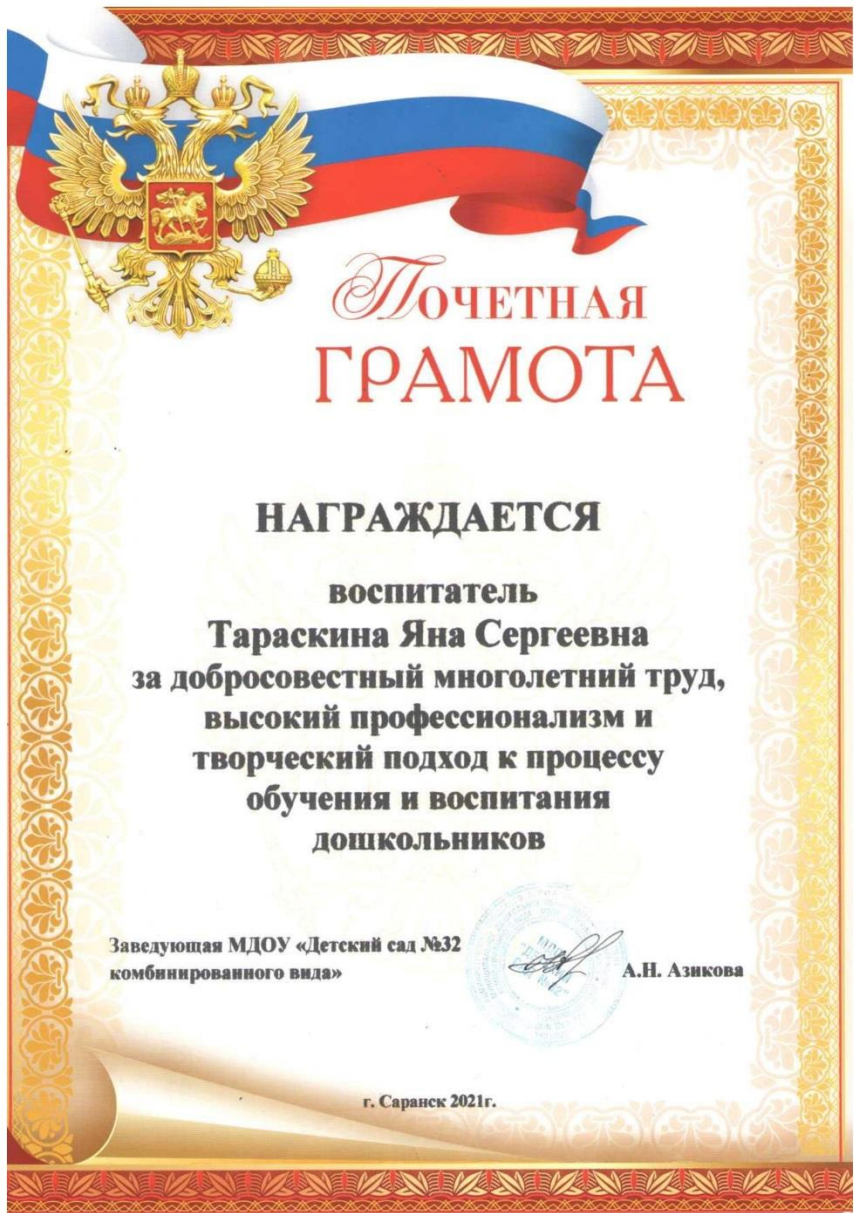 Почетная
ГРАМОТА
НАГРАЖДАЕТСЯ
воспитатель
Тараскина Яна Сергеевна
за добросовестный многолетний труд,
высокий профессионализм и
творческий подход к процессу
обучения и воспитания
дошкольников
Заведующая МДОУ «Детский сад №32
комбинированного вида»
А.Н. Азикова
г. Саранск 2021г.